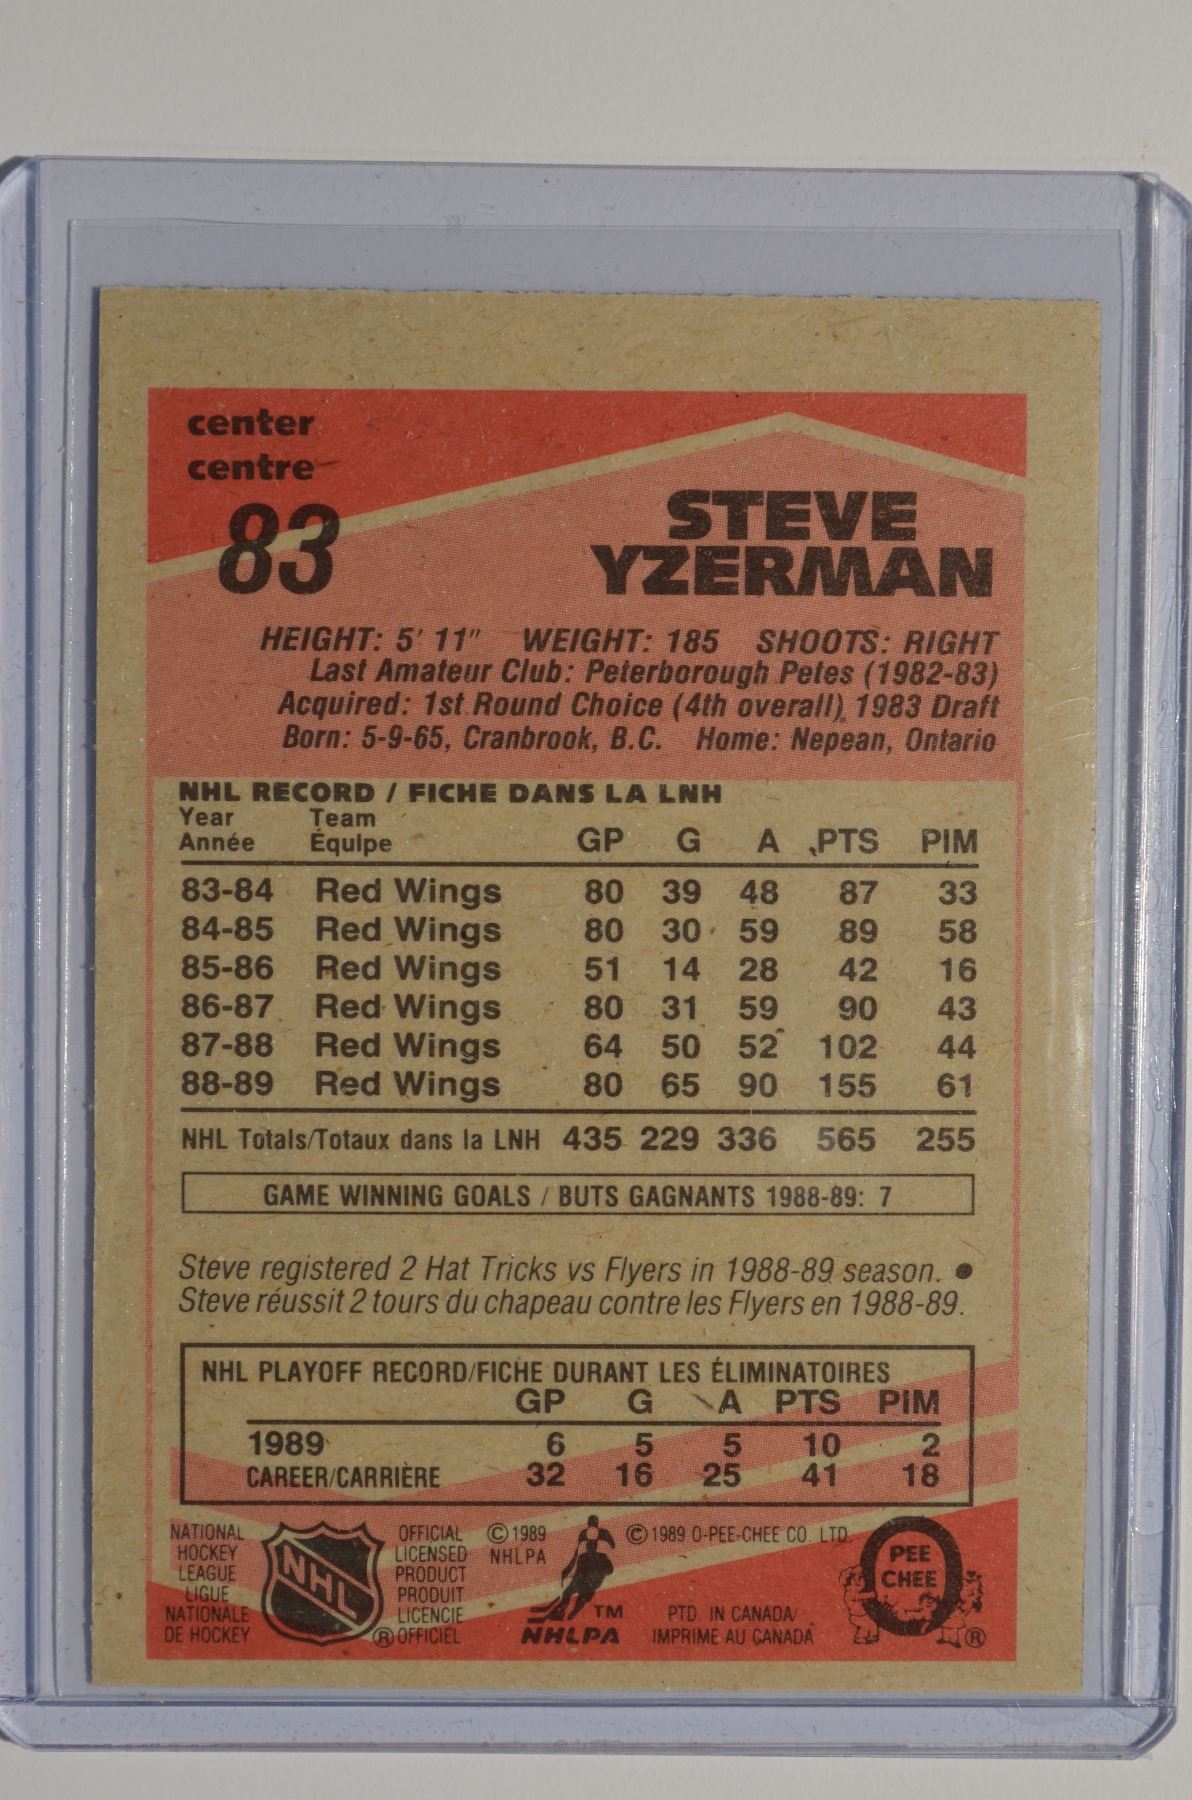 center
centre
83
STEVE
YZERMAN
HEIGHT: 5' 11" WEIGHT: 185 SHOOTS: RIGHT
Last Amateur Club: Peterborough Petes (1982-83)
Acquired: 1st Round Choice (4th overall) 1983 Draft
Born: 5-9-65, Cranbrook, B.C. Home: Nepean, Ontario
NHL RECORD / FICHE DANS LA LNH
Year Team
Année Équipe GP G A PTS PIM
83-84 Red Wings 80 39 48 87 33
84-85 Red Wings 80 30 59 89 58
85-86 Red Wings 51 14 28 42 16
86-87 Red Wings 80 31 59 90 43
87-88 Red Wings 64 50 52 102 44
88-89 Red Wings 80 65 90 155 61
NHL Totals/Totaux dans la LNH 435 229 336 565 255
GAME WINNING GOALS / BUTS GAGNANTS 1988-89: 7
Steve registered 2 Hat Tricks vs Flyers in 1988-89 season. ●
Steve réussit 2 tours du chapeau contre les Flyers en 1988-89.
NHL PLAYOFF RECORD/FICHE DURANT LES ÉLIMINATOIRES
GP G A PTS PIM
1989 6 5 5 10 2
CAREER/CARRIÈRE 32 16 25 41 18
NATIONAL
HOCKEY
LEAGUE
LIGUE
NATIONALE
DE HOCKEY
NHL
OFFICIAL
LICENSED
PRODUCT
PRODUIT
LICENCIE
® OFFICIEL
© 1989
NHLPA
TM
NHLPA
© 1989 O-PEE-CHEE CO. LTD.
PTD. IN CANADA/
IMPRIME AU CANADA
O
PEE
CHEE
®